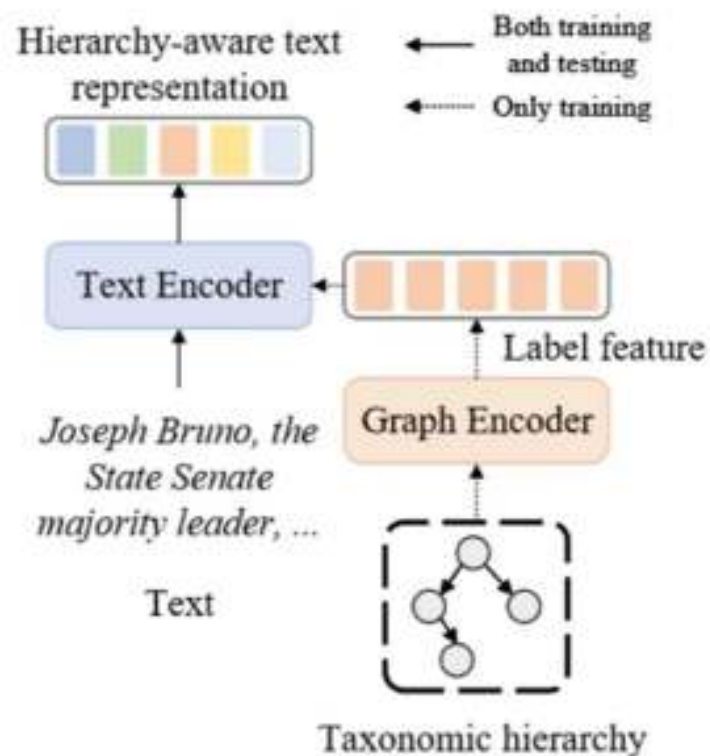 Hierarchy-aware text
representation
Both training
and testing
Only training
Text Encoder
Label feature
Graph Encoder
Joseph Bruno, the
State Senate
majority leader, ...
Text
Taxonomic hierarchy